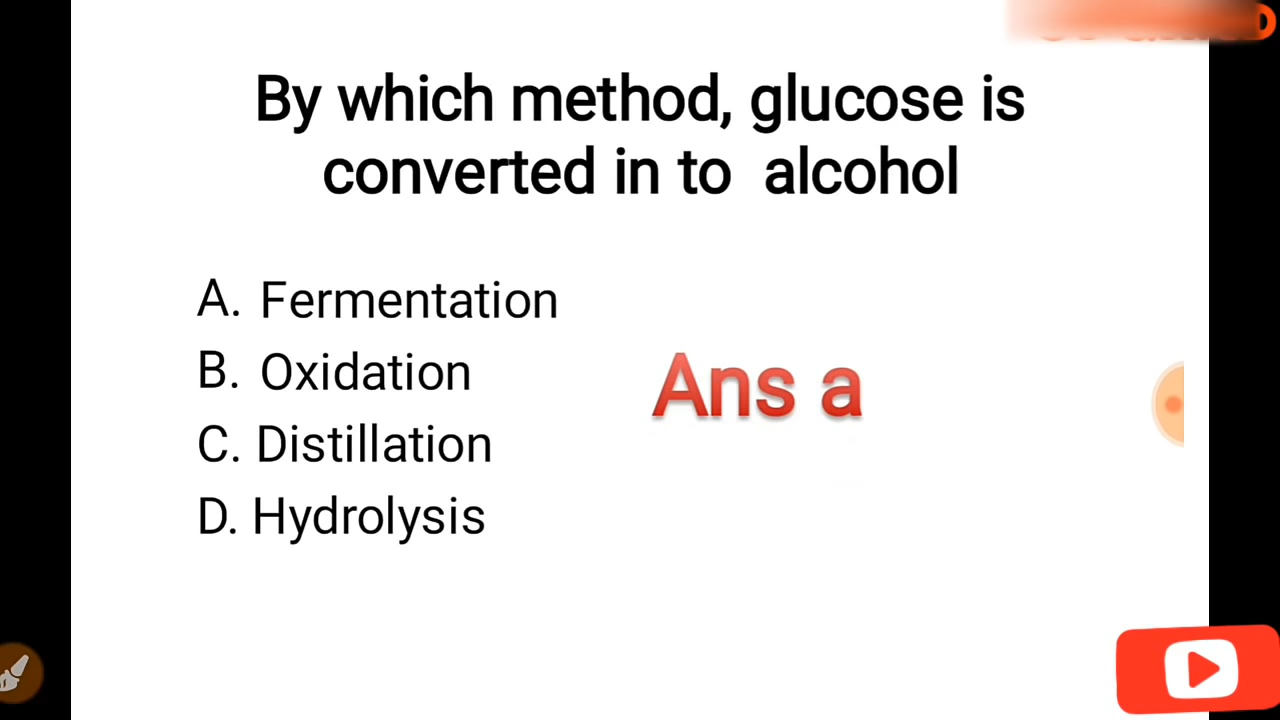 By which method, glucose is
converted in to alcohol
A. Fermentation
B. Oxidation
Ans a
C. Distillation
D. Hydrolysis